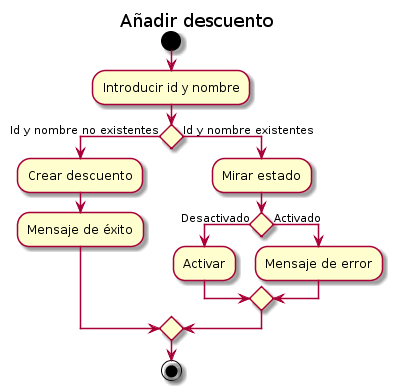 Añadir descuento
Introducir id y nombre
Id y nombre no existentes
Id y nombre existentes
Crear descuento
Mirar estado
Mensaje de éxito
Desactivado
Activado
Activar
Mensaje de error